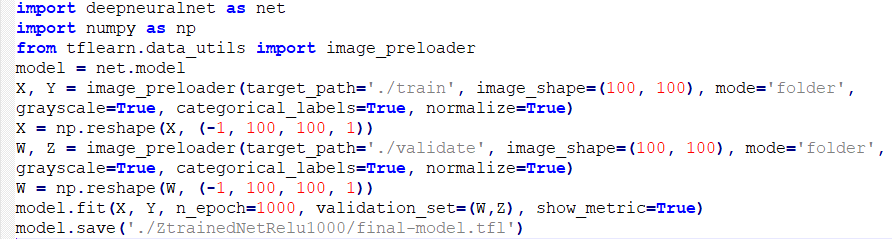 import deepneuralnet as net
import numpy as np
from tflearn.data_utils import image_preloader
model = net.model
X, Y = image_preloader(target_path='./train', image_shape=(100, 100), mode='folder',
grayscale=True, categorical_labels=True, normalize=True)
X = np.reshape(X, (-1, 100, 100, 1))
W, Z = image_preloader(target_path='./validate', image_shape=(100, 100), mode='folder',
grayscale=True, categorical_labels=True, normalize=True)
W = np.reshape(W, (-1, 100, 100, 1))
model.fit(X, Y, n_epoch=1000, validation_set=(W,Z), show_metric=True)
model.save('./ZtrainedNetRelu1000/final-model.tfl')